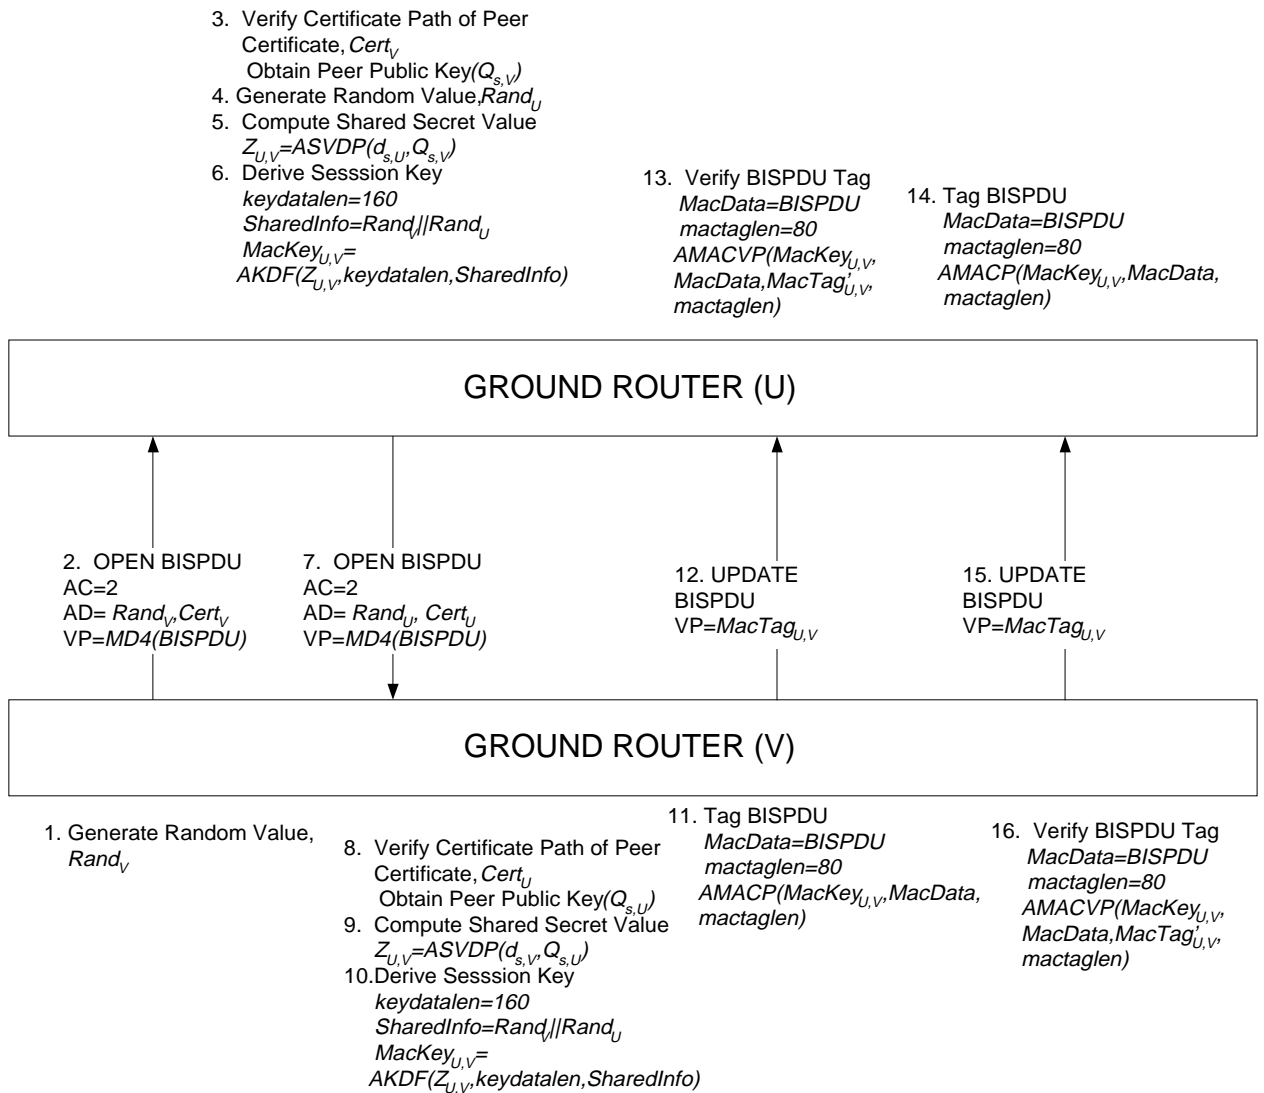 3. Verify Certificate Path of Peer
Certificate, Cert_V
Obtain Peer Public Key(Q_s,V)
4. Generate Random Value,Rand_U
5. Compute Shared Secret Value
Z_U,V=ASVDP(d_s,U,Q_s,V)
6. Derive Sesssion Key
keydatalen=160
SharedInfo=Rand_V||Rand_U
MacKey_U,V=
AKDF(Z_U,V,keydatalen,SharedInfo)
13. Verify BISPDU Tag
MacData=BISPDU
mactaglen=80
AMACVP(MacKey_U,V,
MacData,MacTag'_U,V,
mactaglen)
14. Tag BISPDU
MacData=BISPDU
mactaglen=80
AMACP(MacKey_U,V,MacData,
mactaglen)
GROUND ROUTER (U)
2. OPEN BISPDU
AC=2
AD= Rand_V,Cert_V
VP=MD4(BISPDU)
7. OPEN BISPDU
AC=2
AD= Rand_U, Cert_U
VP=MD4(BISPDU)
12. UPDATE
BISPDU
VP=MacTag_U,V
15. UPDATE
BISPDU
VP=MacTag_U,V
GROUND ROUTER (V)
1. Generate Random Value,
Rand_V
8. Verify Certificate Path of Peer
Certificate, Cert_U
Obtain Peer Public Key(Q_s,U)
9. Compute Shared Secret Value
Z_U,V=ASVDP(d_s,V,Q_s,U)
10.Derive Sesssion Key
keydatalen=160
SharedInfo=Rand_V||Rand_U
MacKey_U,V=
AKDF(Z_U,V,keydatalen,SharedInfo)
11. Tag BISPDU
MacData=BISPDU
mactaglen=80
AMACP(MacKey_U,V,MacData,
mactaglen)
16. Verify BISPDU Tag
MacData=BISPDU
mactaglen=80
AMACVP(MacKey_U,V,
MacData,MacTag'_U,V,
mactaglen)